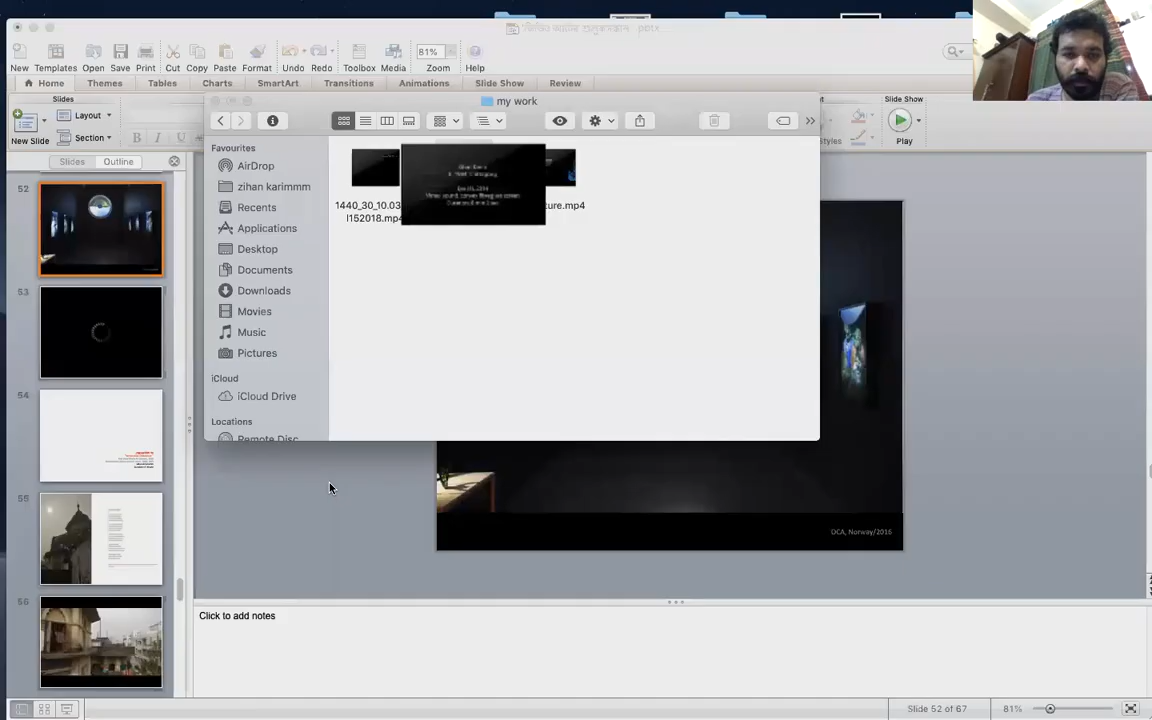 pptx
New Templates Open Save Cut Copy Paste Format Undo Redo Toolbox Media
81%
Zoom Help
Home Themes Tables Charts SmartArt Transitions Animations Slide Show Review
Slides
Slide Show
New Slide
Layout
Section
B I U
Styles
Play
Slides Outline
my work
Favourites
AirDrop
zihan karimmm
Recents
Applications
Desktop
Documents
Downloads
Movies
Music
Pictures
iCloud
iCloud Drive
Locations
Remote Disc
1440_30_10.03
l152018.mp4
ture.mp4
52
53
54
55
56
OCA, Norway/2016
Click to add notes
Slide 52 of 67
81%